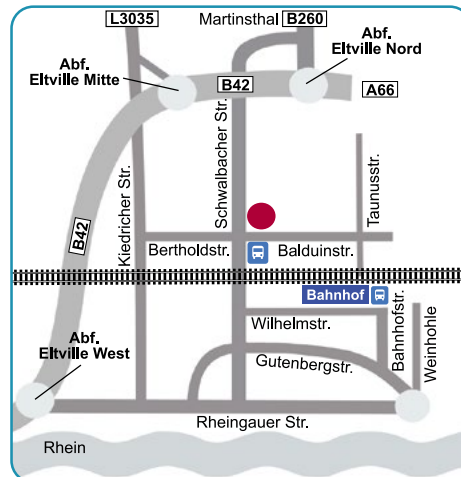 L3035
Martinsthal
B260
Abf.
Eltville Mitte
Abf.
Eltville Nord
B42
A66
Kiedricher Str.
Schwalbacher Str.
Taunusstr.
B42
Bertholdstr.
Balduinstr.
Bahnhof
Wilhelmstr.
Bahnhofstr.
Weinhohle
Gutenbergstr.
Abf.
Eltville West
Rheingauer Str.
Rhein